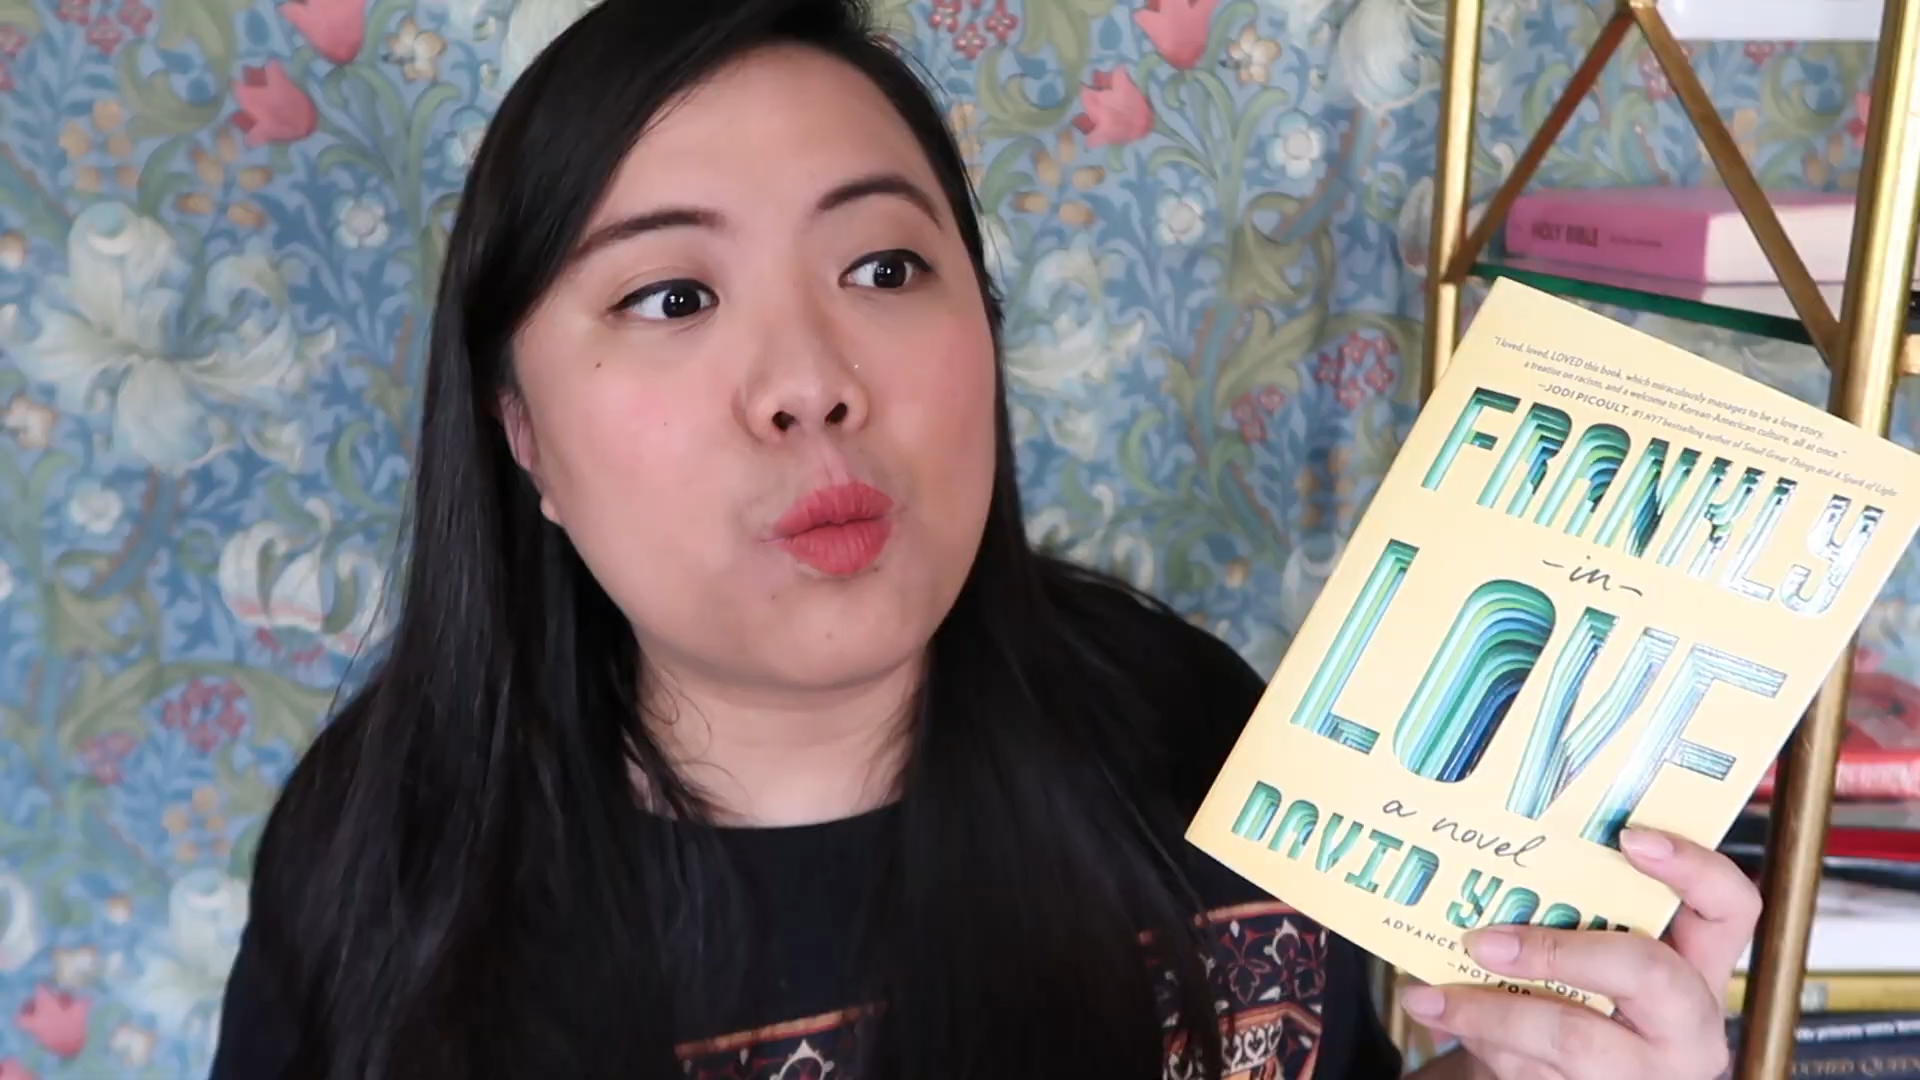 HOLY BIBLE
"I loved, loved, LOVED this book, which miraculously manages to be a love story,
a treatise on racism, and a welcome to Korean-American culture, all at once."
—JODI PICOULT, #1 NYT bestselling author of Small Great Things and A Spark of Light
FRANKLY
-in-
LOVE
a novel
DAVID YOON
ADVANCE
COPY
—NOT FOR